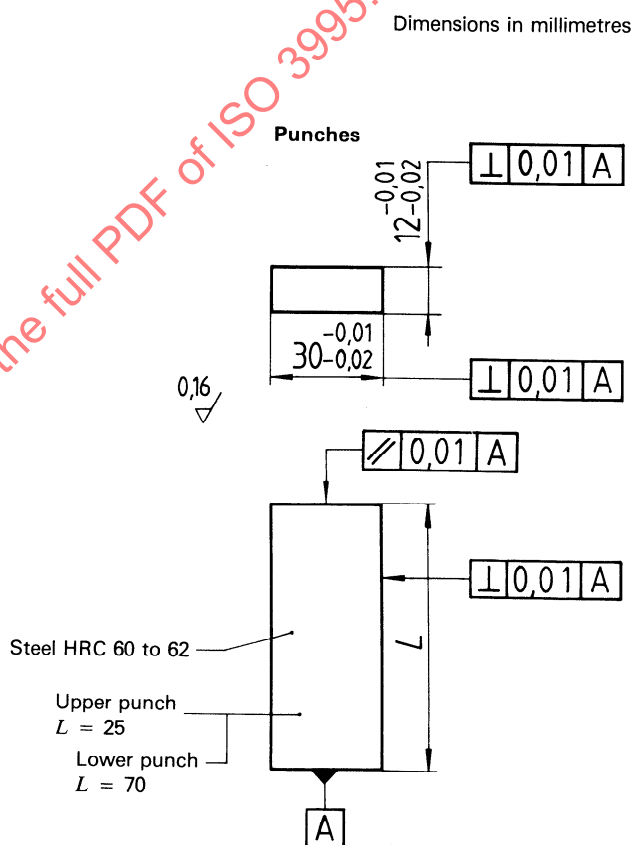 Dimensions in millimetres
the full PDF of ISO 3995:
Punches
⊥ 0,01 A
12 -0,01 -0,02
30 -0,01 -0,02
⊥ 0,01 A
0,16
// 0,01 A
⊥ 0,01 A
L
Steel HRC 60 to 62
Upper punch
L = 25
Lower punch
L = 70
A